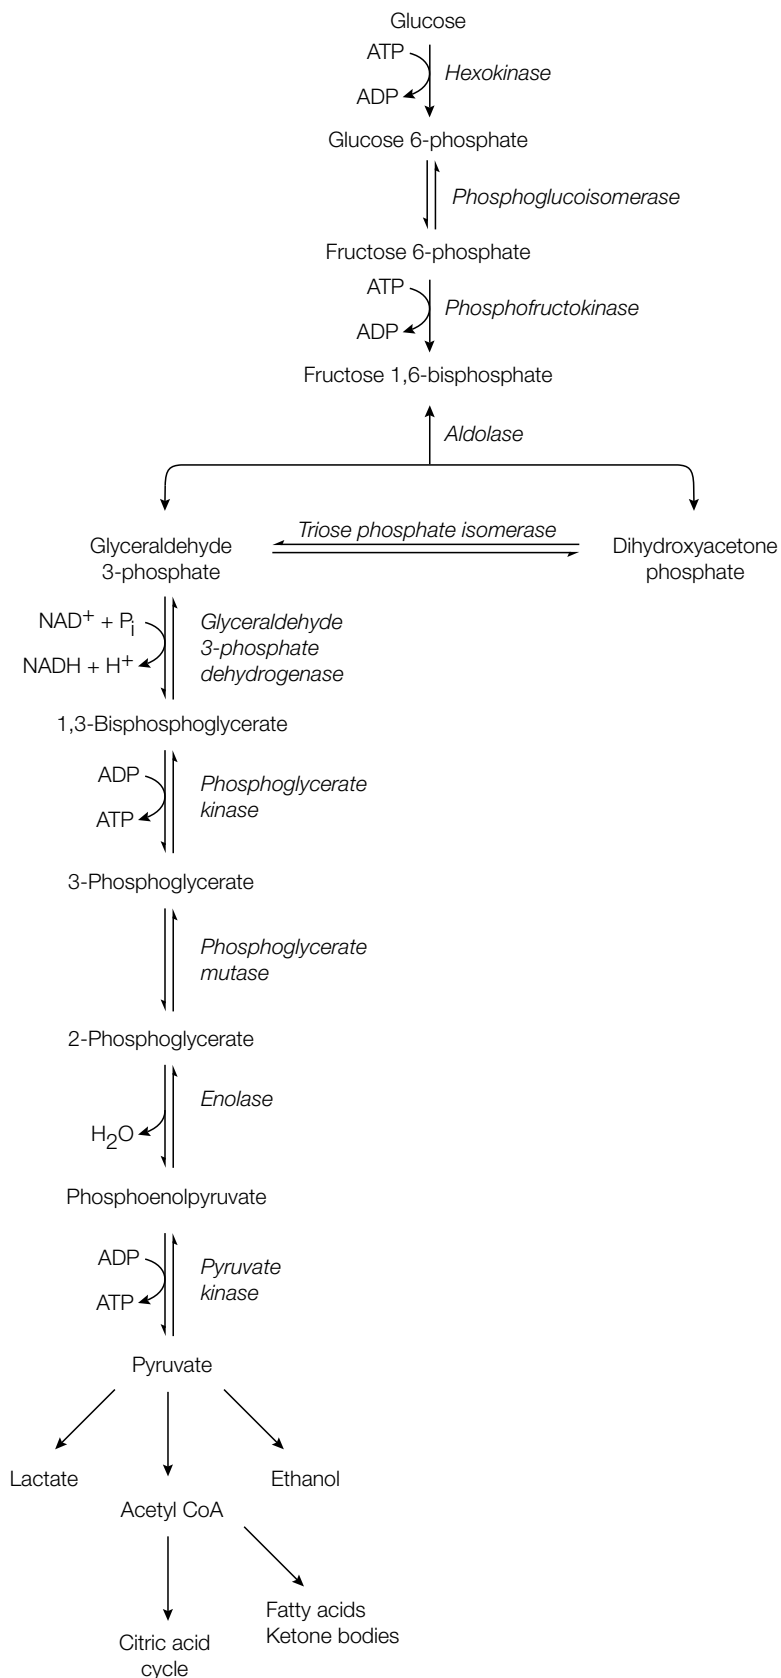 Glucose
ATP
Hexokinase
ADP
Glucose 6-phosphate
Phosphoglucoisomerase
Fructose 6-phosphate
ATP
Phosphofructokinase
ADP
Fructose 1,6-bisphosphate
Aldolase
Triose phosphate isomerase
Glyceraldehyde
3-phosphate
Dihydroxyacetone
phosphate
NAD⁺ + Pᵢ
NADH + H⁺
Glyceraldehyde
3-phosphate
dehydrogenase
1,3-Bisphosphoglycerate
ADP
ATP
Phosphoglycerate
kinase
3-Phosphoglycerate
Phosphoglycerate
mutase
2-Phosphoglycerate
Enolase
H₂O
Phosphoenolpyruvate
ADP
ATP
Pyruvate
kinase
Pyruvate
Lactate
Ethanol
Acetyl CoA
Fatty acids
Ketone bodies
Citric acid
cycle